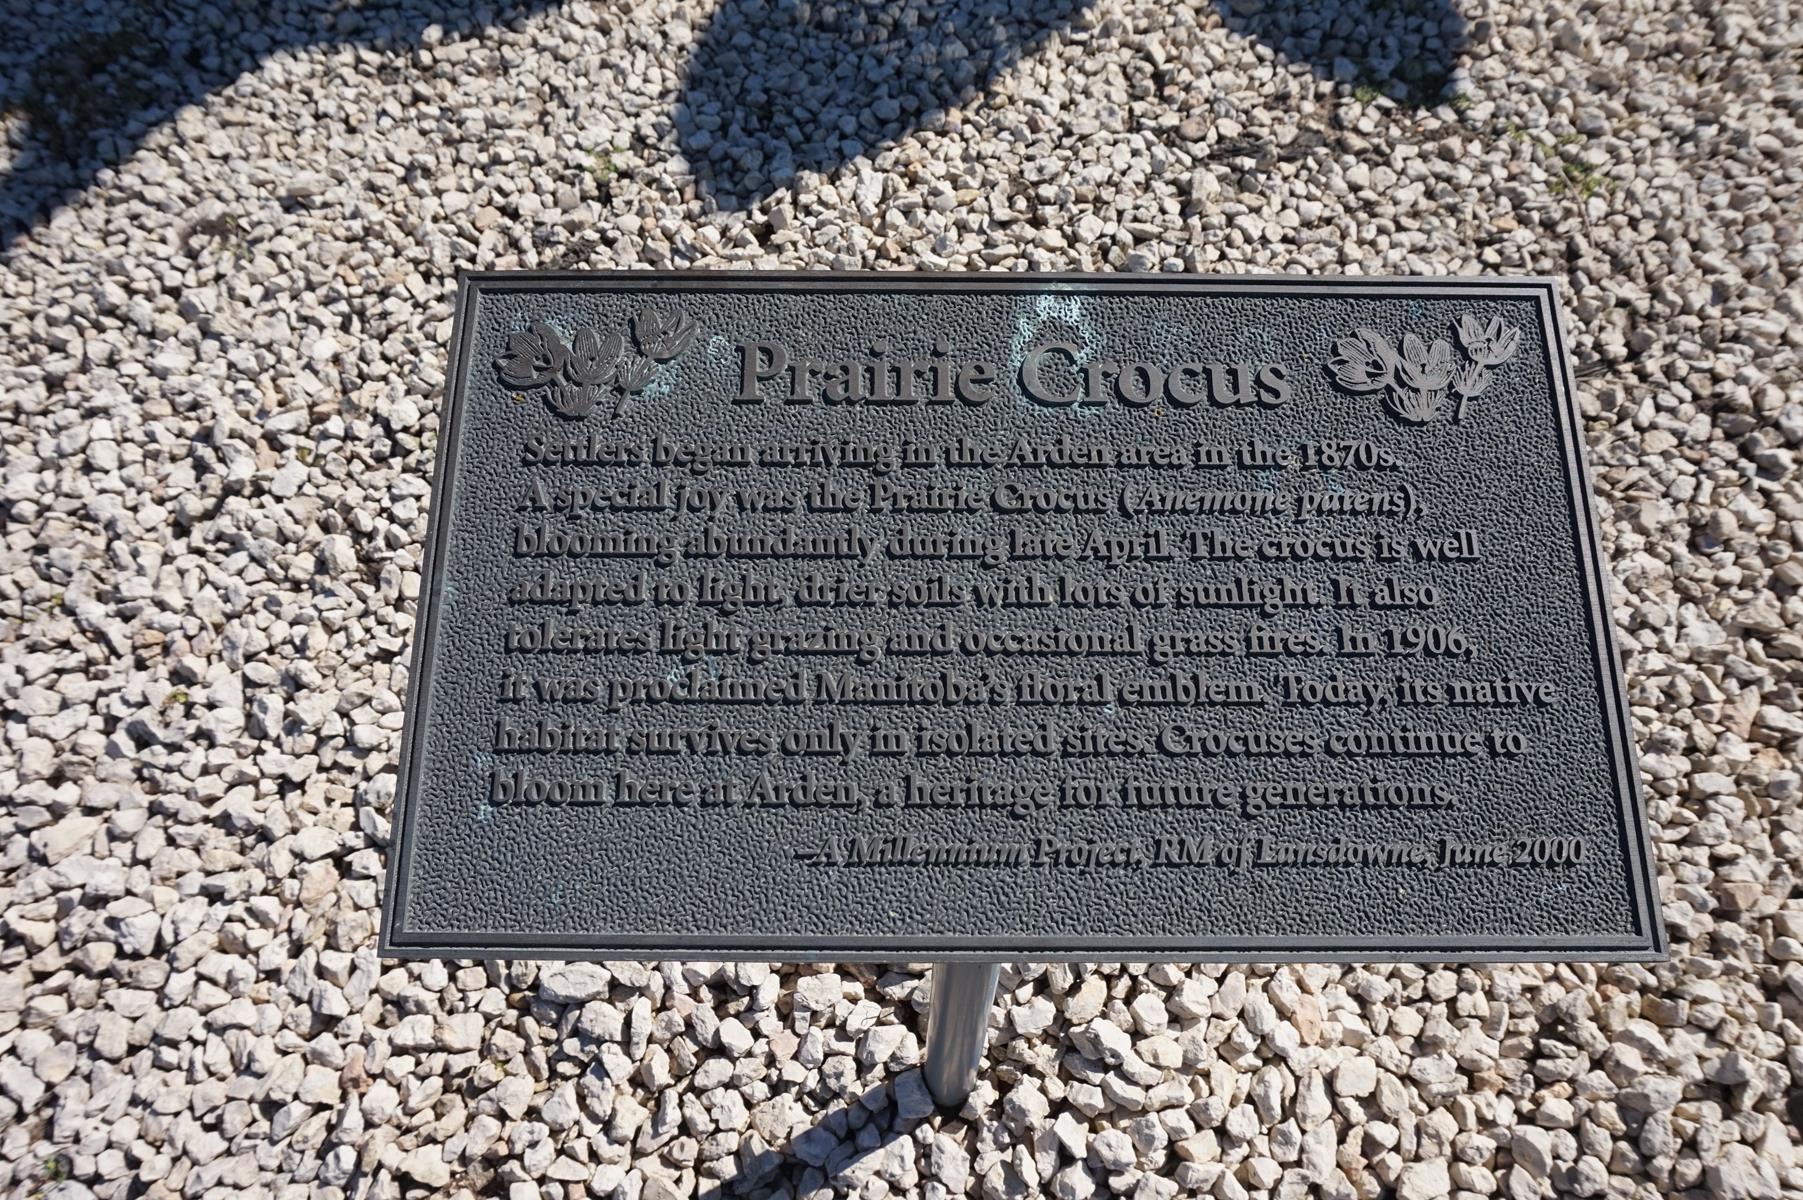 Prairie Crocus
Settlers began arriving in the Arden area in the 1870s.
A special joy was the Prairie Crocus (Anemone patens),
blooming abundantly during late April. The crocus is well
adapted to light, drier soils with lots of sunlight. It also
tolerates light grazing and occasional grass fires. In 1906,
it was proclaimed Manitoba's floral emblem. Today, its native
habitat survives only in isolated sites. Crocuses continue to
bloom here at Arden, a heritage for future generations.
–A Millennium Project, RM of Lansdowne, June 2000